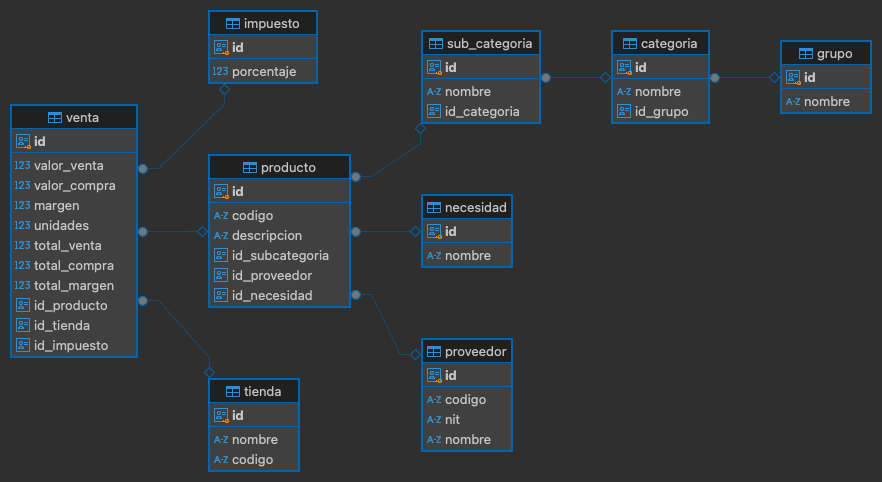 impuesto
id
123 porcentaje
sub_categoria
id
A-Z nombre
id_categoria
categoria
id
A-Z nombre
id_grupo
grupo
id
A-Z nombre
venta
id
123 valor_venta
123 valor_compra
123 margen
123 unidades
123 total_venta
123 total_compra
123 total_margen
id_producto
id_tienda
id_impuesto
producto
id
A-Z codigo
A-Z descripcion
id_subcategoria
id_proveedor
id_necesidad
necesidad
id
A-Z nombre
proveedor
id
A-Z codigo
A-Z nit
A-Z nombre
tienda
id
A-Z nombre
A-Z codigo